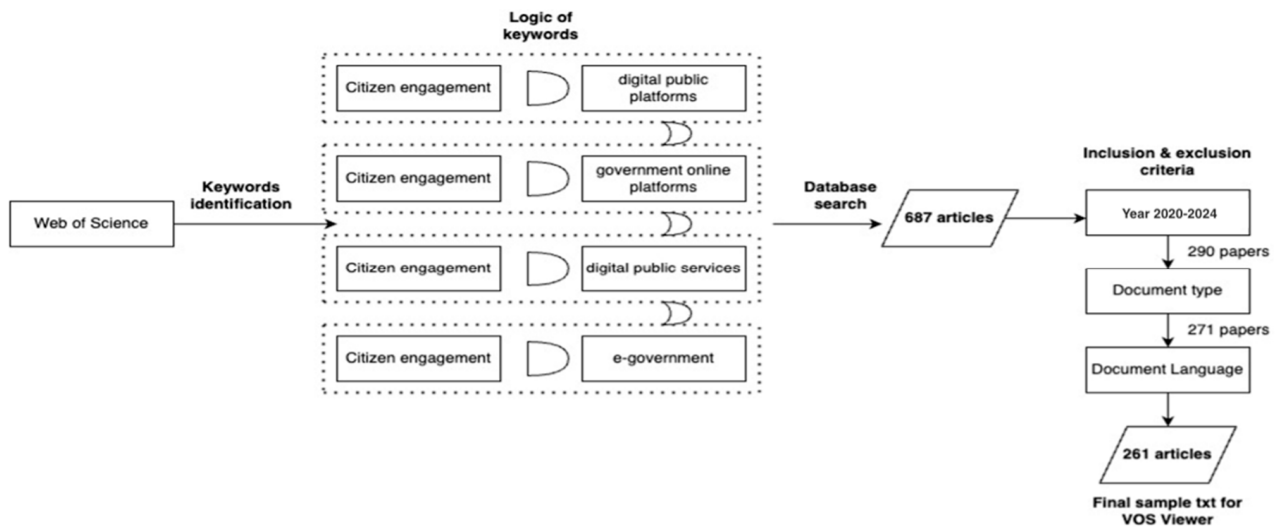 Logic of
keywords
Citizen engagement
digital public
platforms
Citizen engagement
government online
platforms
Citizen engagement
digital public services
Citizen engagement
e-government
Web of Science
Keywords
identification
Database
search
687 articles
Inclusion & exclusion
criteria
Year 2020-2024
290 papers
Document type
271 papers
Document Language
261 articles
Final sample txt for
VOS Viewer